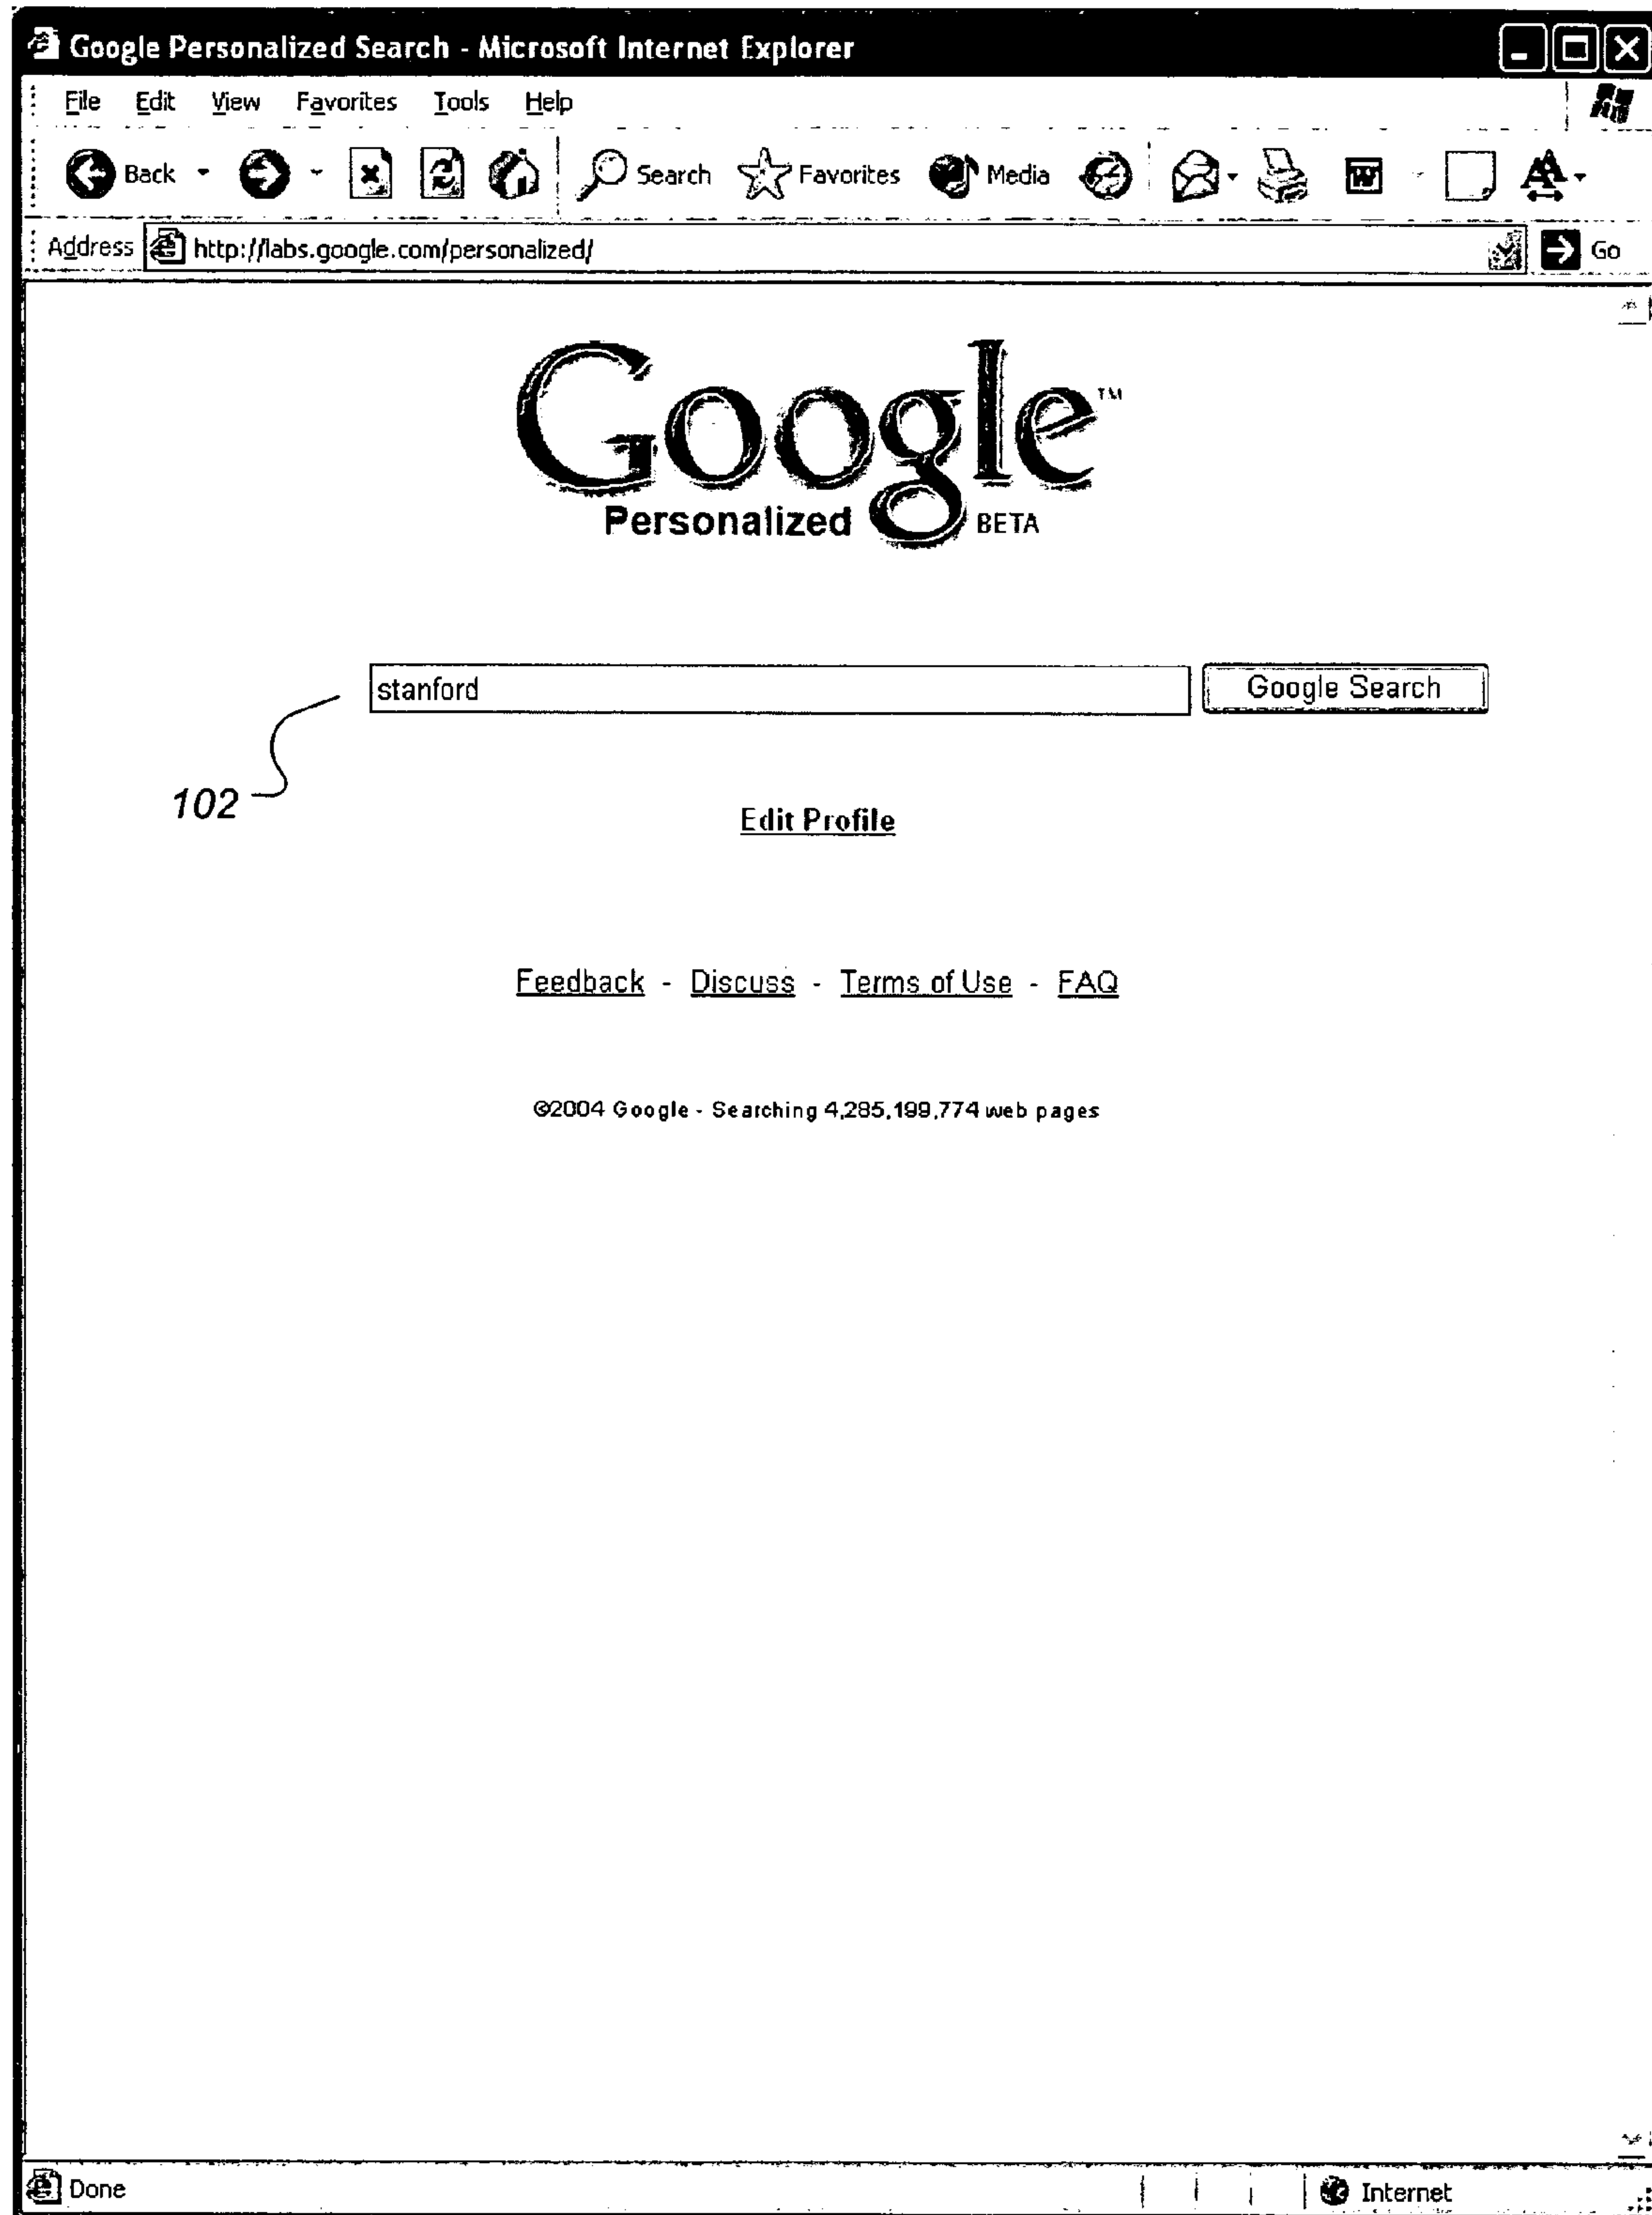 Google Personalized Search - Microsoft Internet Explorer
File Edit View Favorites Tools Help
Back Search Favorites Media
Address http://labs.google.com/personalized/ Go
Google™
Personalized BETA
stanford Google Search
102
Edit Profile
Feedback - Discuss - Terms of Use - FAQ
©2004 Google - Searching 4,285,199,774 web pages
Done Internet